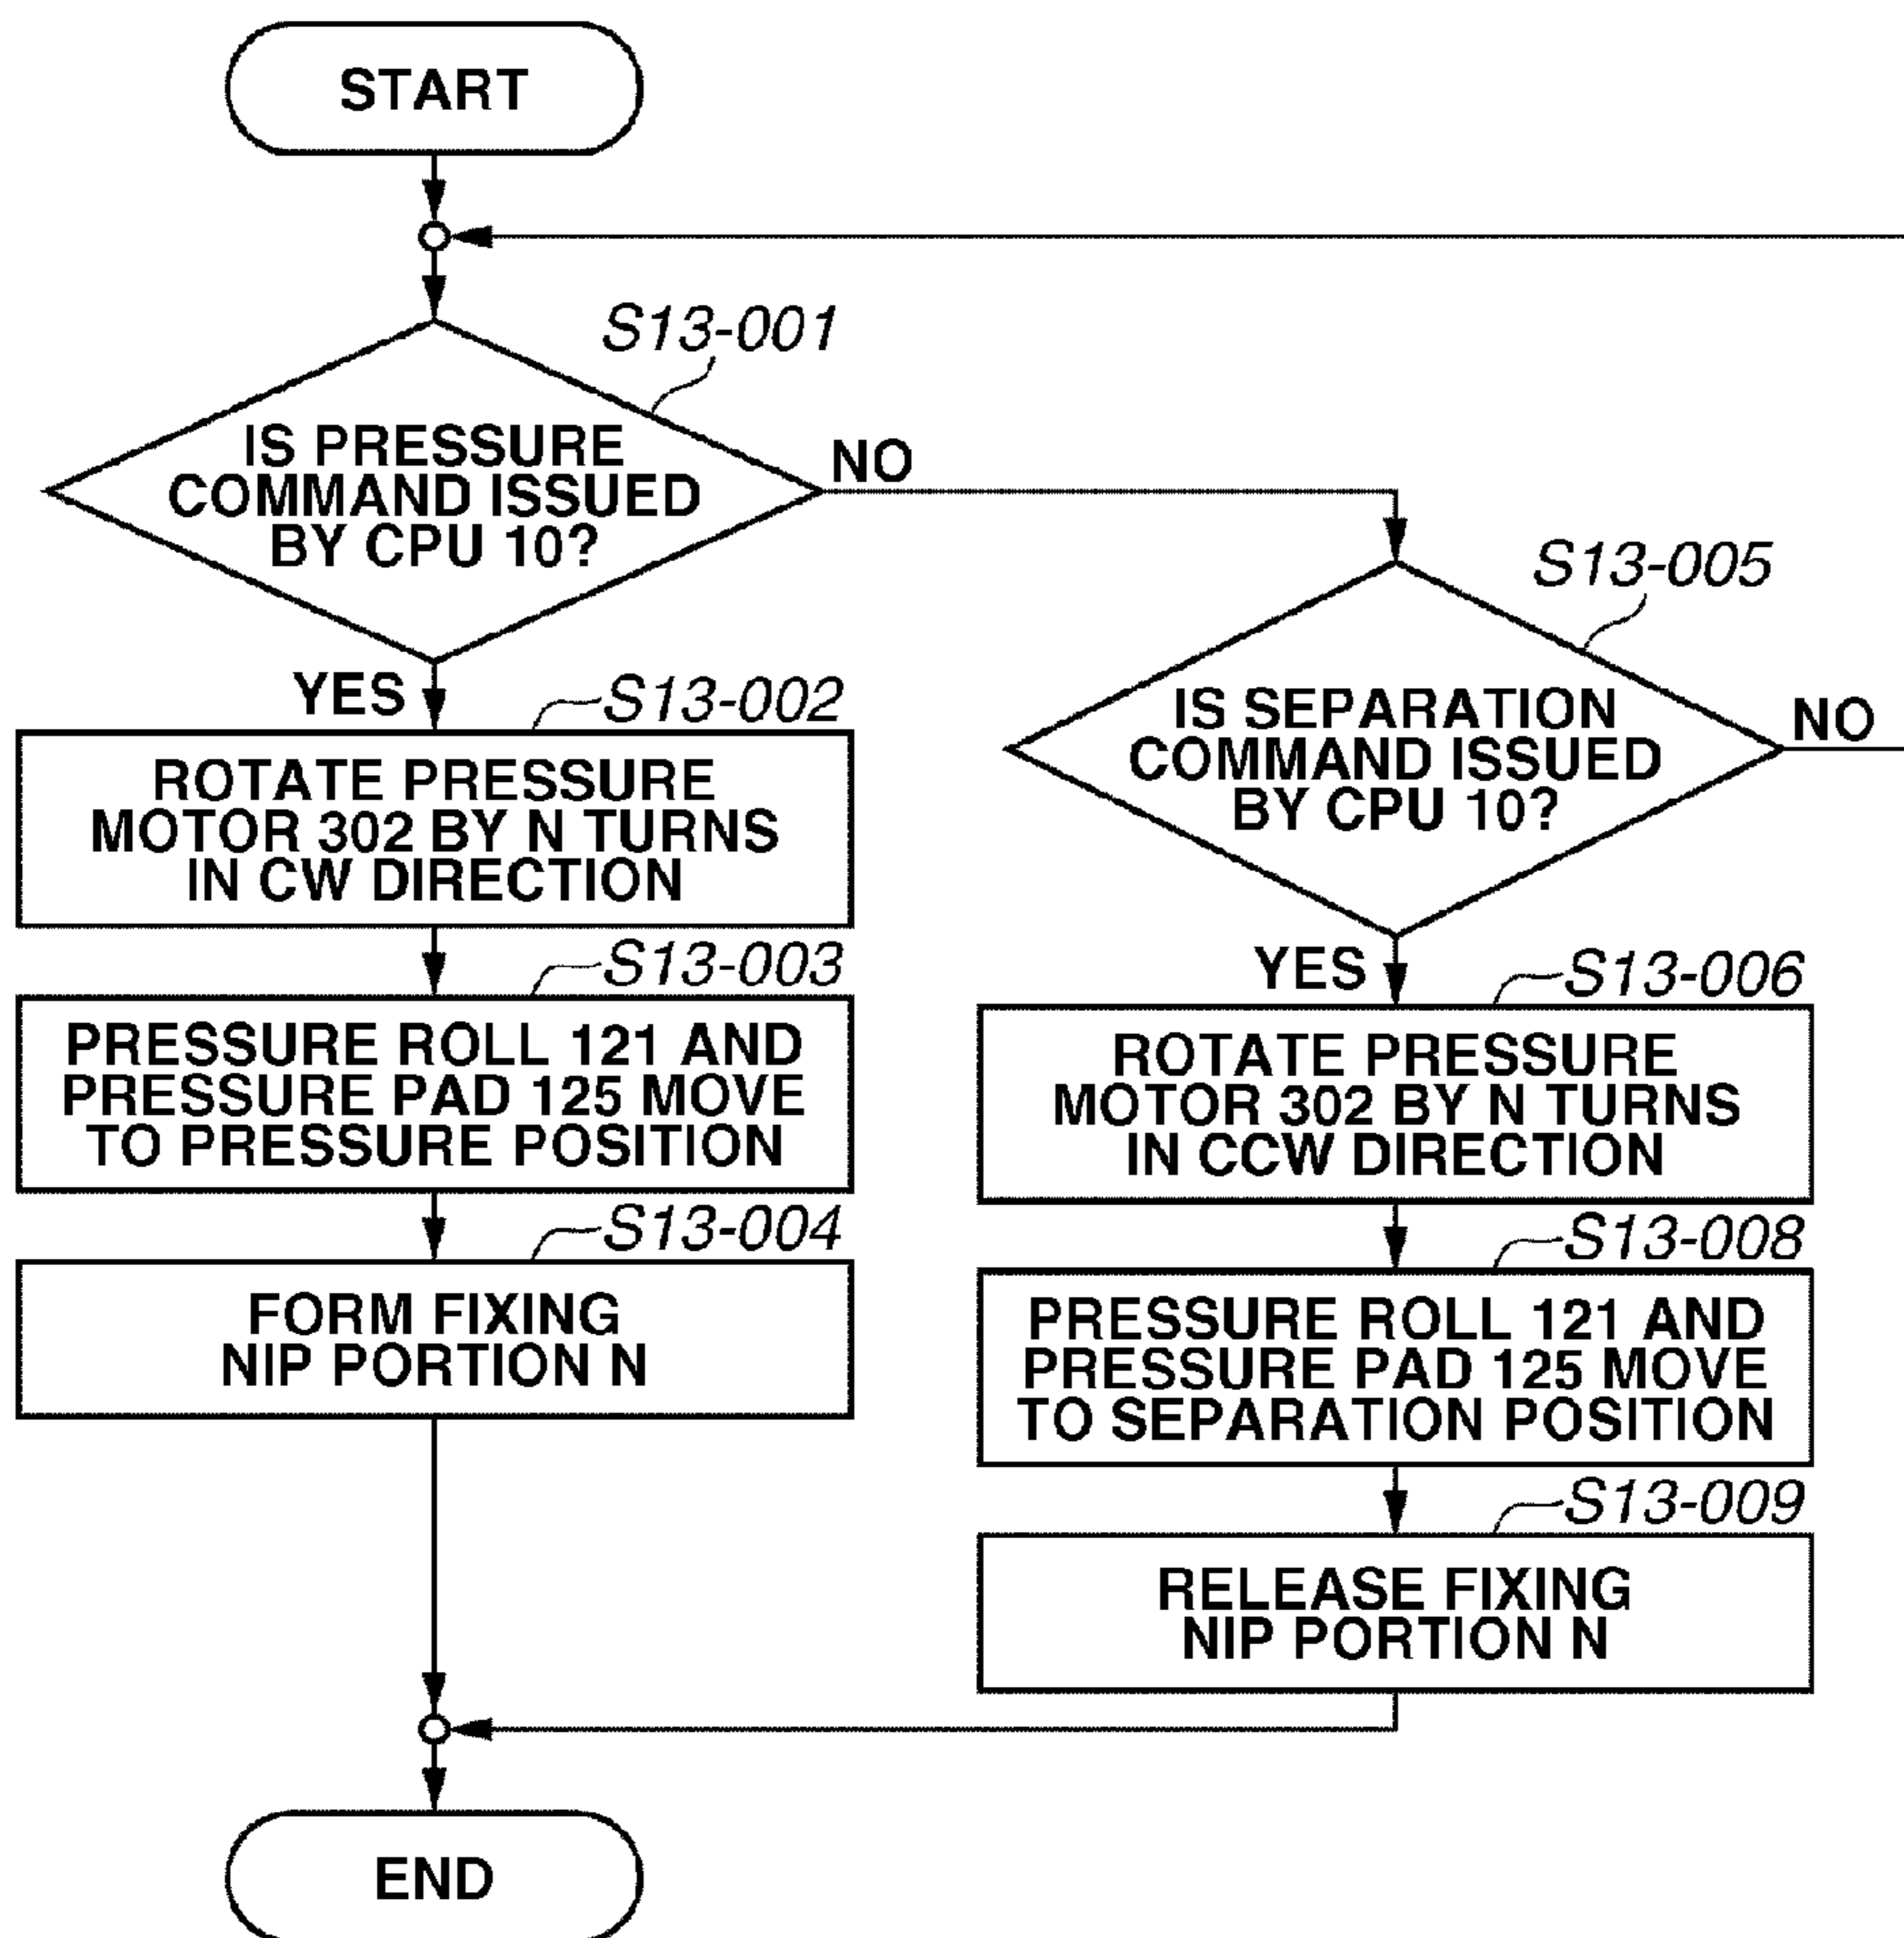 START
S13-001
IS PRESSURE
COMMAND ISSUED
BY CPU 10?
NO
YES
S13-002
ROTATE PRESSURE
MOTOR 302 BY N TURNS
IN CW DIRECTION
S13-003
PRESSURE ROLL 121 AND
PRESSURE PAD 125 MOVE
TO PRESSURE POSITION
S13-004
FORM FIXING
NIP PORTION N
S13-005
IS SEPARATION
COMMAND ISSUED
BY CPU 10?
NO
YES
S13-006
ROTATE PRESSURE
MOTOR 302 BY N TURNS
IN CCW DIRECTION
S13-008
PRESSURE ROLL 121 AND
PRESSURE PAD 125 MOVE
TO SEPARATION POSITION
S13-009
RELEASE FIXING
NIP PORTION N
END